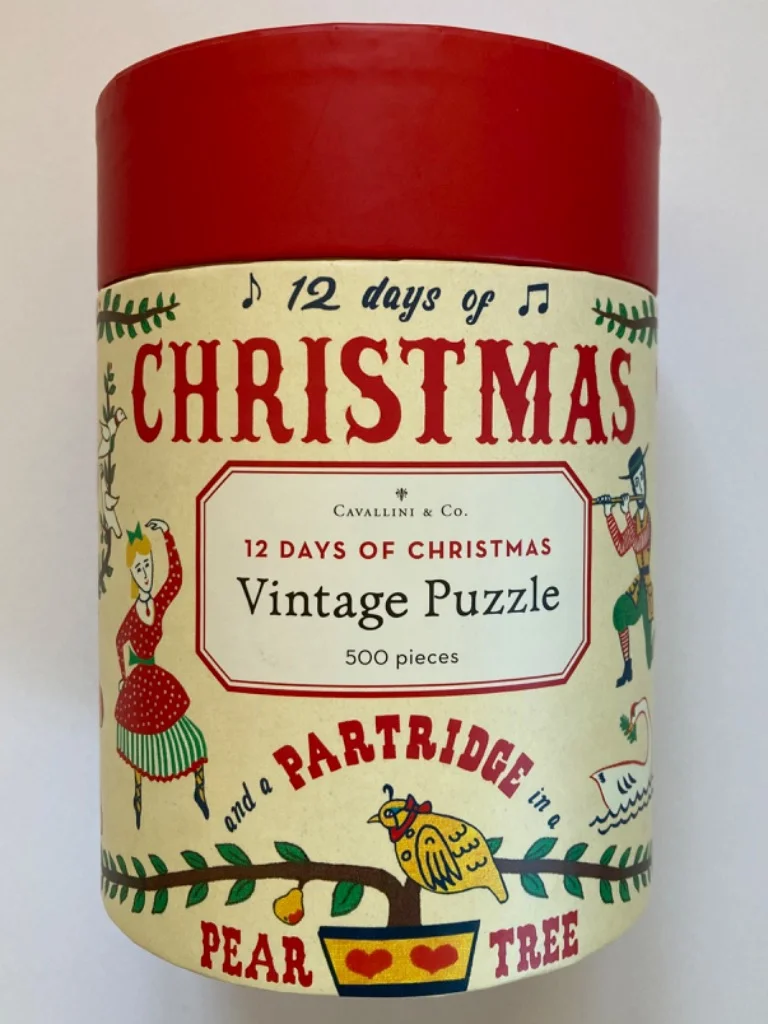 12 days of
CHRISTMAS
CAVALLINI & CO.
12 DAYS OF CHRISTMAS
Vintage Puzzle
500 pieces
and a PARTRIDGE in a
PEAR TREE